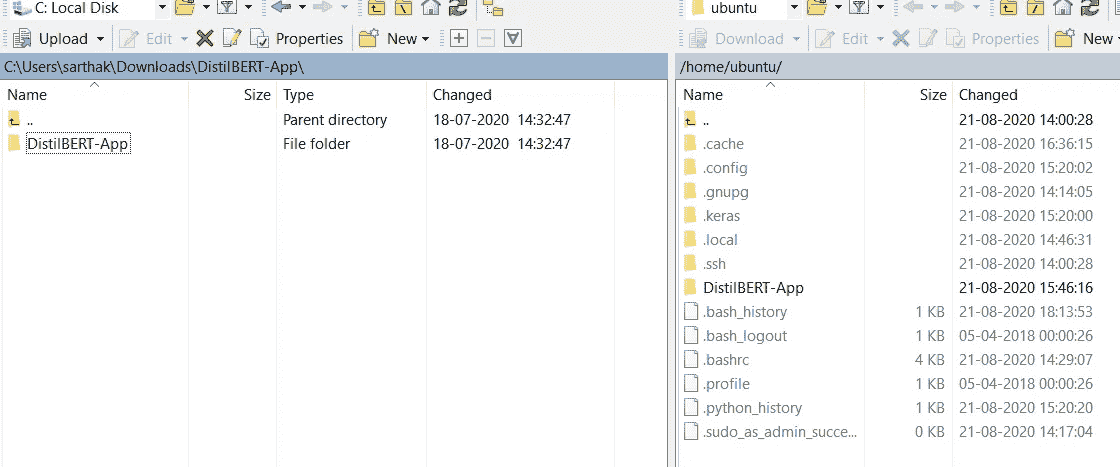 C: Local Disk
Upload Edit Properties New
C:\Users\sarthak\Downloads\DistilBERT-App\
Name Size Type Changed
.. Parent directory 18-07-2020 14:32:47
DistilBERT-App File folder 18-07-2020 14:32:47
ubuntu
Download Edit Properties New
/home/ubuntu/
Name Size Changed
.. 21-08-2020 14:00:28
.cache 21-08-2020 16:36:15
.config 21-08-2020 15:20:02
.gnupg 21-08-2020 14:14:05
.keras 21-08-2020 15:20:00
.local 21-08-2020 14:46:31
.ssh 21-08-2020 14:00:28
DistilBERT-App 21-08-2020 15:46:16
.bash_history 1 KB 21-08-2020 18:13:53
.bash_logout 1 KB 05-04-2018 00:00:26
.bashrc 4 KB 21-08-2020 14:29:07
.profile 1 KB 05-04-2018 00:00:26
.python_history 1 KB 21-08-2020 15:20:20
.sudo_as_admin_succe... 0 KB 21-08-2020 14:17:04